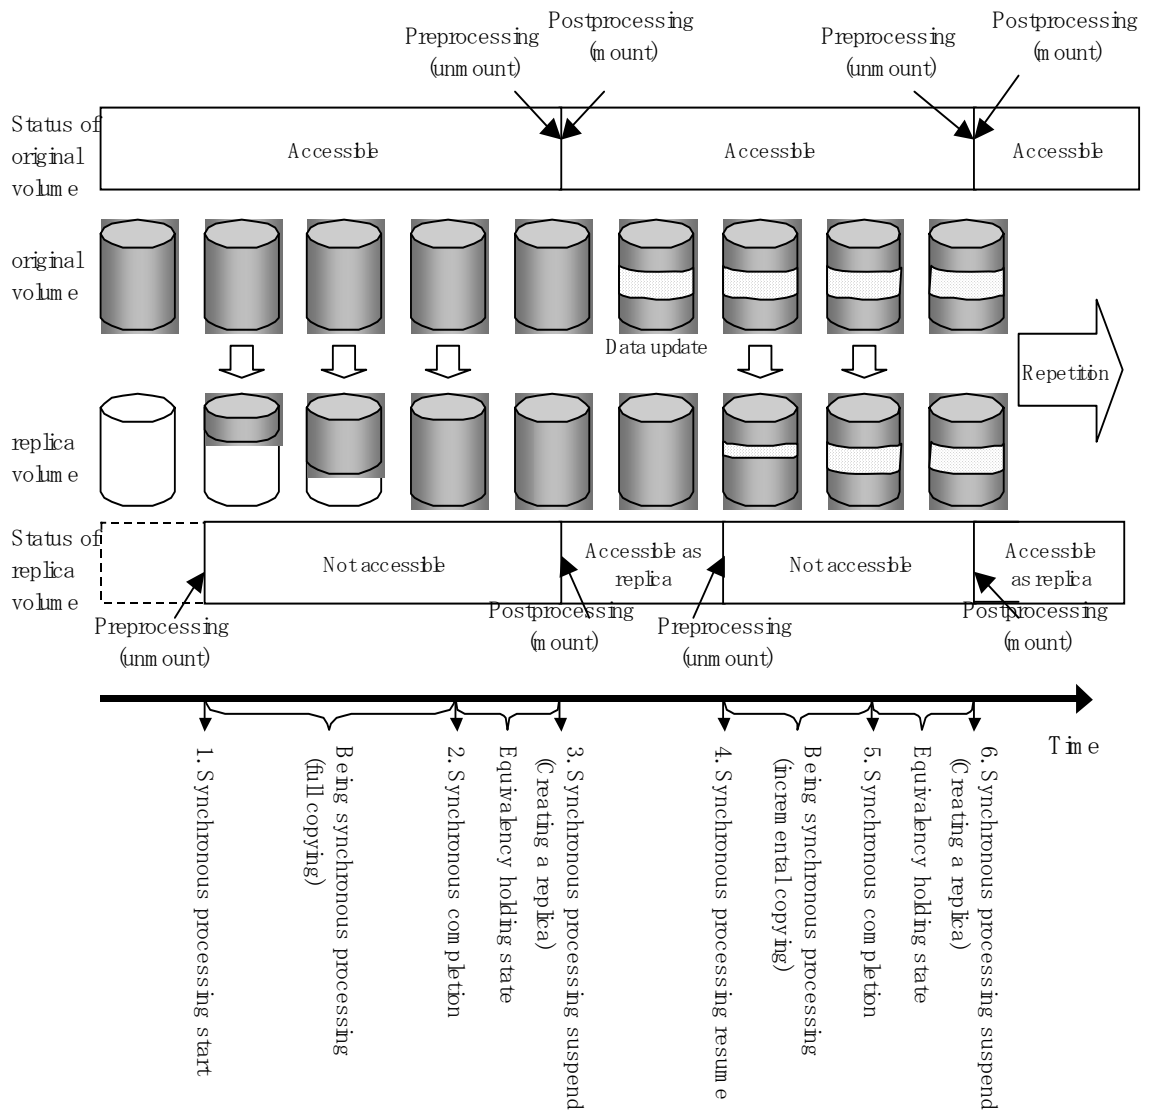 Preprocessing
(unmount)
Postprocessing
(mount)
Preprocessing
(unmount)
Postprocessing
(mount)
Status of
original
volume
Accessible
Accessible
Accessible
original
volume
Data update
Repetition
replica
volume
Status of
replica
volume
Not accessible
Accessible as
replica
Not accessible
Accessible
as replica
Preprocessing
(unmount)
Postprocessing
(mount)
Preprocessing
(unmount)
Postprocessing
(mount)
Time
1. Synchronous processing start
Being synchronous processing
(full copying)
2. Synchronous completion
Equivalency holding state
3. Synchronous processing suspend
(Creating a replica)
4. Synchronous processing resume
Being synchronous processing
(incremental copying)
5. Synchronous completion
Equivalency holding state
6. Synchronous processing suspend
(Creating a replica)